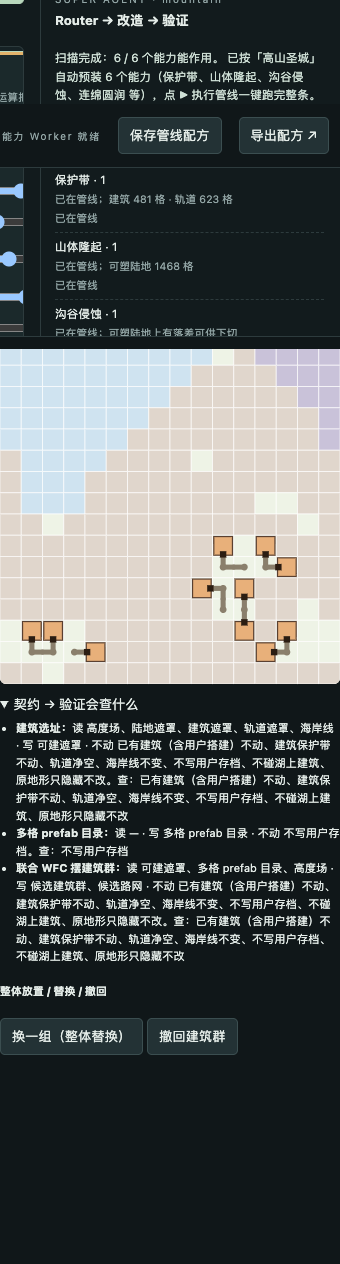 SUPER AGENT · mountain
Router → 改造 → 验证
扫描完成：6 / 6 个能力能作用。 已按「高山圣城」
自动预装 6 个能力（保护带、山体隆起、沟谷侵
蚀、连绵圆润 等），点 ▶ 执行管线一键跑完整条。
能力 Worker 就绪
保存管线配方
导出配方 ↗
保护带 · 1
已在管线；建筑 481 格 · 轨道 623 格
已在管线
山体隆起 · 1
已在管线；可塑陆地 1468 格
已在管线
沟谷侵蚀 · 1
已在管线；可塑陆地上有落差可供下切
▼ 契约 → 验证会查什么
• 建筑选址：读 高度场、陆地遮罩、建筑遮罩、轨道遮罩、海岸线
· 写 可建遮罩 · 不动 已有建筑（含用户搭建）不动、建筑保护带
不动、轨道净空、海岸线不变、不写用户存档、不碰湖上建筑、
原地形只隐藏不改。查：已有建筑（含用户搭建）不动、建筑保
护带不动、轨道净空、海岸线不变、不写用户存档、不碰湖上建
筑、原地形只隐藏不改
• 多格 prefab 目录：读 — · 写 多格 prefab 目录 · 不动 不写用户存
档。查：不写用户存档
• 联合 WFC 摆建筑群：读 可建遮罩、多格 prefab 目录、高度场 ·
写 候选建筑群、候选路网 · 不动 已有建筑（含用户搭建）不动、
建筑保护带不动、轨道净空、海岸线不变、不写用户存档、不碰
湖上建筑、原地形只隐藏不改。查：已有建筑（含用户搭建）不
动、建筑保护带不动、轨道净空、海岸线不变、不写用户存档、
不碰湖上建筑、原地形只隐藏不改
整体放置 / 替换 / 撤回
换一组（整体替换）
撤回建筑群